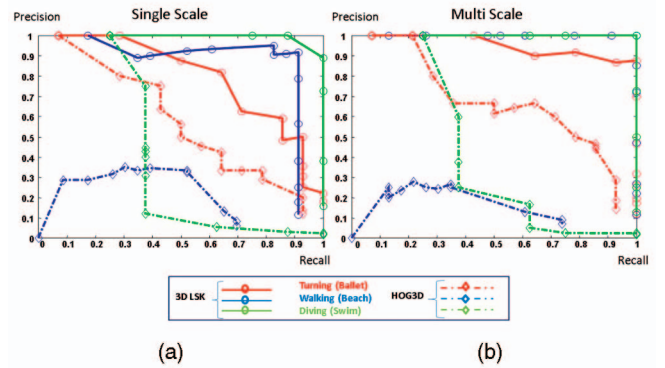 Precision Single Scale
1
0.9
0.8
0.7
0.6
0.5
0.4
0.3
0.2
0.1
0
0.1 0.2 0.3 0.4 0.5 0.6 0.7 0.8 0.9 1
Recall
Precision Multi Scale
1
0.9
0.8
0.7
0.6
0.5
0.4
0.3
0.2
0.1
0
0 0.1 0.2 0.3 0.4 0.5 0.6 0.7 0.8 0.9 1
Recall
3D LSK Turning (Ballet) HOG3D
Walking (Beach)
Diving (Swim)
(a) (b)